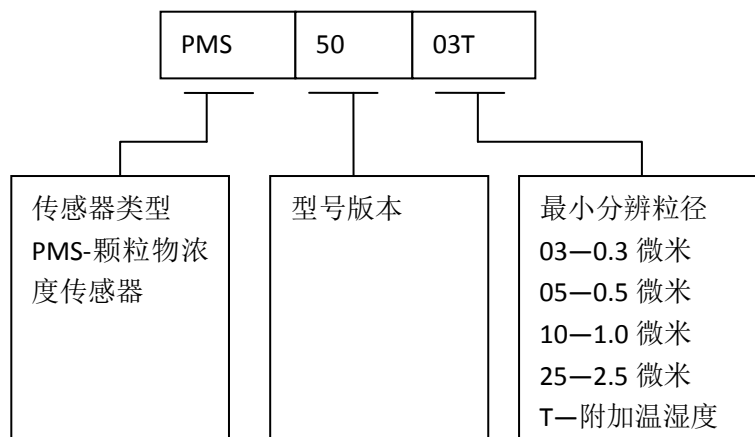 PMS 50 03T
传感器类型
PMS-颗粒物浓
度传感器
型号版本
最小分辨粒径
03—0.3 微米
05—0.5 微米
10—1.0 微米
25—2.5 微米
T—附加温湿度